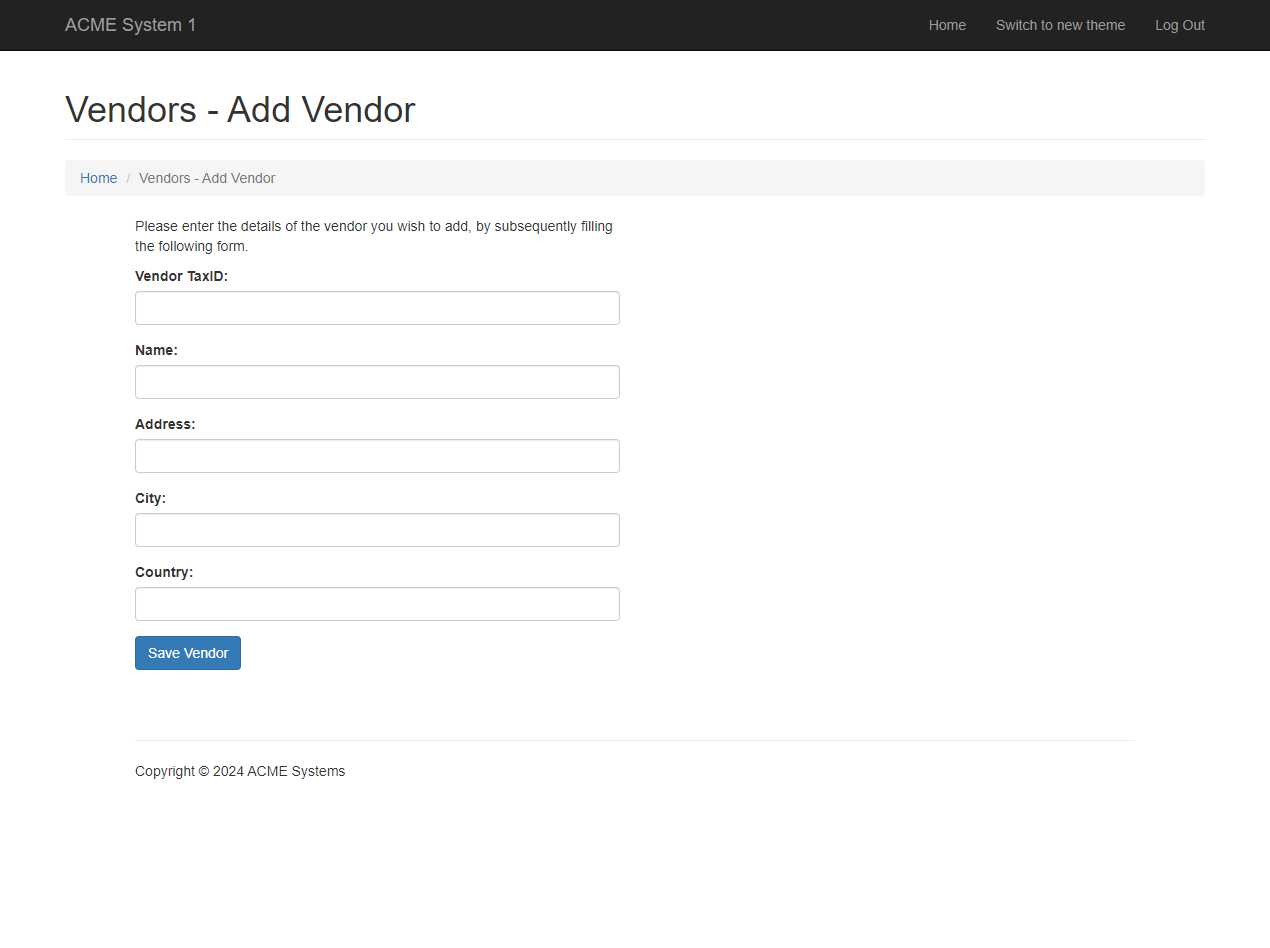 ACME System 1
Home
Switch to new theme
Log Out
Vendors - Add Vendor
Home / Vendors - Add Vendor
Please enter the details of the vendor you wish to add, by subsequently filling
the following form.
Vendor TaxID:
Name:
Address:
City:
Country:
Save Vendor
Copyright © 2024 ACME Systems